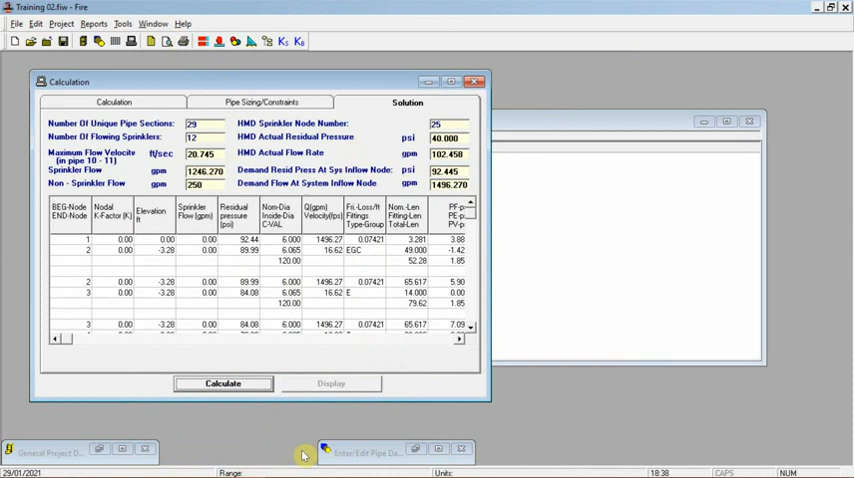 Training 02.fiw - Fire
File Edit Project Reports Tools Window Help
KS KB
Calculation
Calculation Pipe Sizing/Constraints Solution
Number Of Unique Pipe Sections: 29 HMD Sprinkler Node Number: 25
Number Of Flowing Sprinklers: 12 HMD Actual Residual Pressure psi 40.000
Maximum Flow Velocity ft/sec 20.745 HMD Actual Flow Rate gpm 102.458
(in pipe 10 - 11)
Sprinkler Flow gpm 1246.270 Demand Resid Press At Sys Inflow Node: psi 92.445
Non - Sprinkler Flow gpm 250 Demand Flow At System Inflow Node gpm 1496.270
BEG-Node Nodal Elevation Sprinkler Residual Nom-Dia Q(gpm) Fri.-Loss/ft Nom.-Len PF-p
END-Node K-Factor (K) ft Flow (gpm) pressure Inside-Dia Velocity(fps) Fittings Fitting-Len PE-p
(psi) C-VAL Type-Group Total-Len PV-p
1 0.00 0.00 0.00 92.44 6.000 1496.27 0.07421 3.281 3.88
2 0.00 -3.28 0.00 89.99 6.065 16.62 EGC 49.000 -1.42
120.00 52.28 1.85
2 0.00 -3.28 0.00 89.99 6.000 1496.27 0.07421 65.617 5.90
3 0.00 -3.28 0.00 84.08 6.065 16.62 E 14.000 0.00
120.00 79.62 1.85
3 0.00 -3.28 0.00 84.08 6.000 1496.27 0.07421 65.617 7.09
Calculate Display
General Project D... Enter/Edit Pipe Da...
29/01/2021 Range: Units: 18:38 CAPS NUM